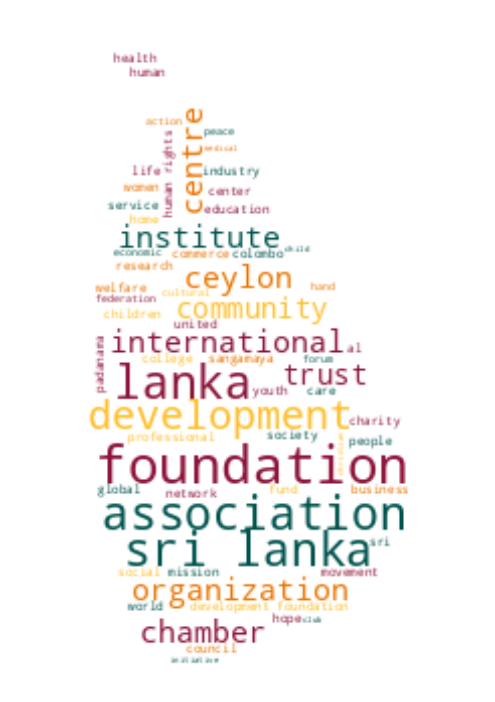 health
human
action
centre
peace
human rights
medical
life
industry
women
center
service
education
home
institute
economic
commerce
colombo
child
research
ceylon
welfare
hand
cultural
federation
community
children
united
international
al
padanama
college
sangamaya
forum
trust
lanka
youth
care
development
charity
professional
society
people
christian
foundation
global
network
fund
business
association
sri lanka
sri
social
mission
movement
organization
world
development foundation
hope
club
chamber
council
initiative